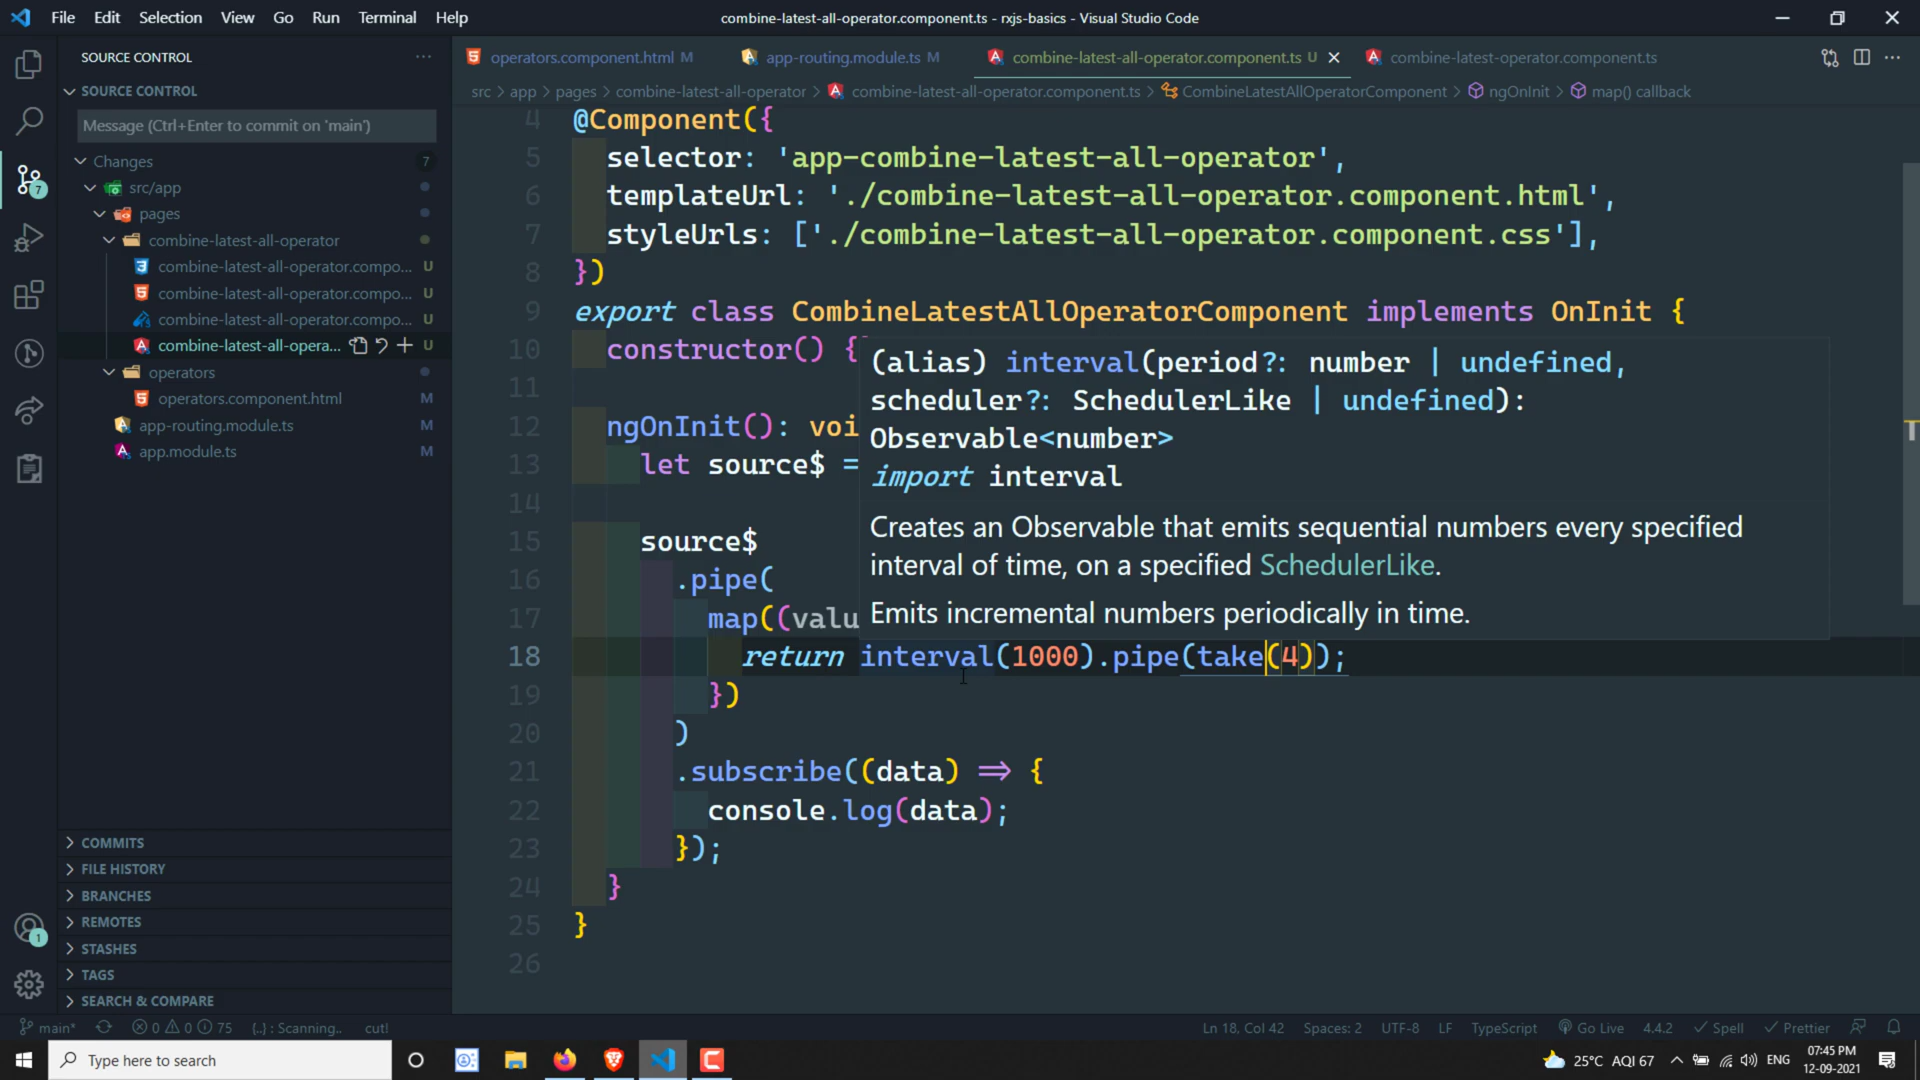 File Edit Selection View Go Run Terminal Help
combine-latest-all-operator.component.ts - rxjs-basics - Visual Studio Code
SOURCE CONTROL
operators.component.html M
app-routing.module.ts M
combine-latest-all-operator.component.ts U
combine-latest-operator.component.ts
src > app > pages > combine-latest-all-operator > combine-latest-all-operator.component.ts > CombineLatestAllOperatorComponent > ngOnInit > map() callback
SOURCE CONTROL
Message (Ctrl+Enter to commit on 'main')
Changes 7
src/app
pages
combine-latest-all-operator
combine-latest-all-operator.compo... U
combine-latest-all-operator.compo... U
combine-latest-all-operator.compo... U
combine-latest-all-opera... U
operators
operators.component.html M
app-routing.module.ts M
app.module.ts M
7
1
COMMITS
FILE HISTORY
BRANCHES
REMOTES
STASHES
TAGS
SEARCH & COMPARE
4 @Component({
5 selector: 'app-combine-latest-all-operator',
6 templateUrl: './combine-latest-all-operator.component.html',
7 styleUrls: ['./combine-latest-all-operator.component.css'],
8 })
9 export class CombineLatestAllOperatorComponent implements OnInit {
10 constructor() {
11
12 ngOnInit(): voi
13 let source$ =
14
15 source$
16 .pipe(
17 map((valu
18 return interval(1000).pipe(take(4));
19 })
20 )
21 .subscribe((data) => {
22 console.log(data);
23 });
24 }
25 }
26
(alias) interval(period?: number | undefined,
scheduler?: SchedulerLike | undefined):
Observable<number>
import interval
Creates an Observable that emits sequential numbers every specified
interval of time, on a specified SchedulerLike.
Emits incremental numbers periodically in time.
main* 0 0 75 {..} : Scanning.. cut!
Ln 18, Col 42 Spaces: 2 UTF-8 LF TypeScript Go Live 4.4.2 Spell Prettier
Type here to search
25°C AQI 67 ENG
07:45 PM
12-09-2021